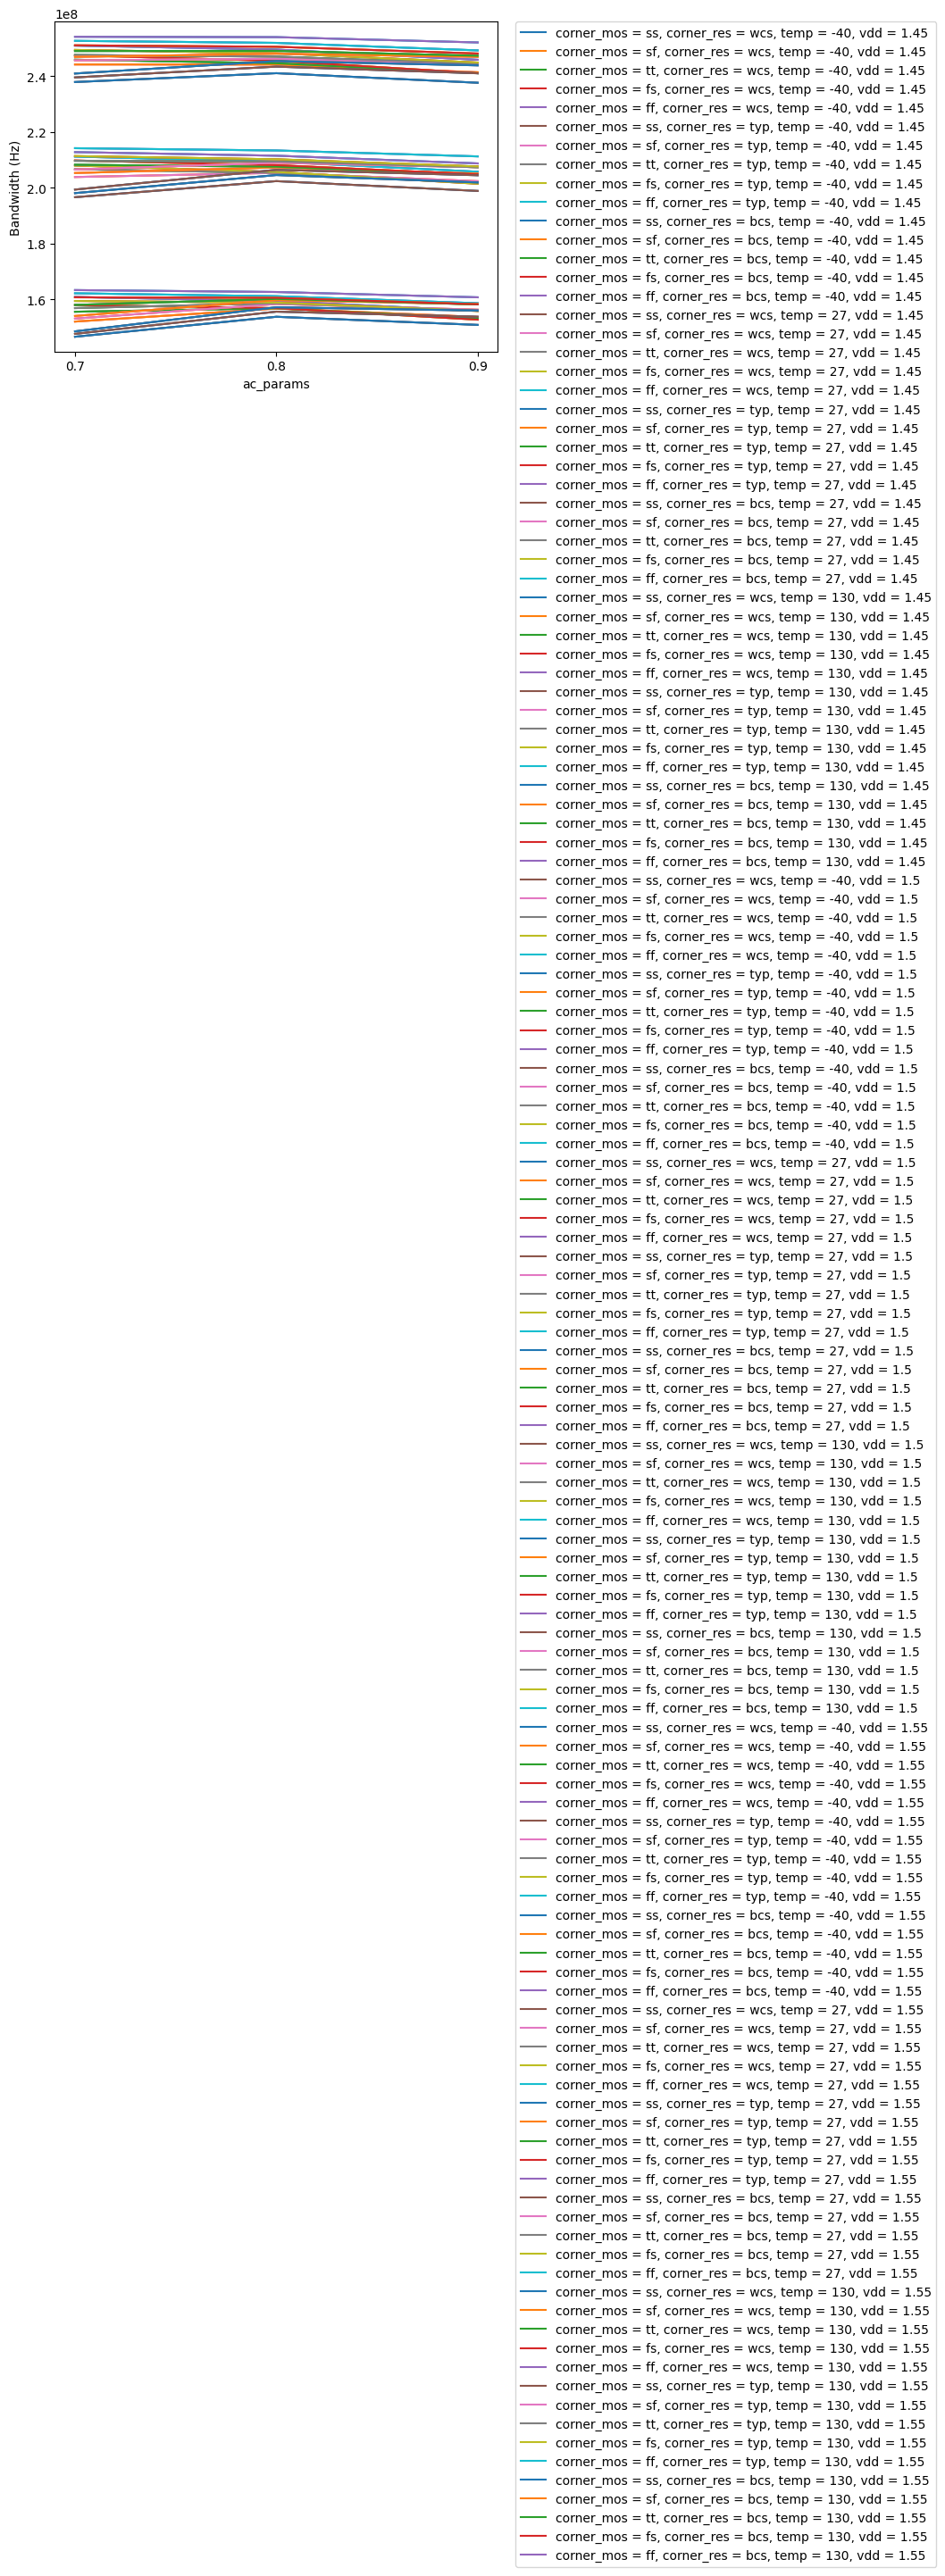 1e8
2.4
2.2
2.0
1.8
1.6
Bandwidth (Hz)
0.7
0.8
0.9
ac_params
corner_mos = ss, corner_res = wcs, temp = -40, vdd = 1.45
corner_mos = sf, corner_res = wcs, temp = -40, vdd = 1.45
corner_mos = tt, corner_res = wcs, temp = -40, vdd = 1.45
corner_mos = fs, corner_res = wcs, temp = -40, vdd = 1.45
corner_mos = ff, corner_res = wcs, temp = -40, vdd = 1.45
corner_mos = ss, corner_res = typ, temp = -40, vdd = 1.45
corner_mos = sf, corner_res = typ, temp = -40, vdd = 1.45
corner_mos = tt, corner_res = typ, temp = -40, vdd = 1.45
corner_mos = fs, corner_res = typ, temp = -40, vdd = 1.45
corner_mos = ff, corner_res = typ, temp = -40, vdd = 1.45
corner_mos = ss, corner_res = bcs, temp = -40, vdd = 1.45
corner_mos = sf, corner_res = bcs, temp = -40, vdd = 1.45
corner_mos = tt, corner_res = bcs, temp = -40, vdd = 1.45
corner_mos = fs, corner_res = bcs, temp = -40, vdd = 1.45
corner_mos = ff, corner_res = bcs, temp = -40, vdd = 1.45
corner_mos = ss, corner_res = wcs, temp = 27, vdd = 1.45
corner_mos = sf, corner_res = wcs, temp = 27, vdd = 1.45
corner_mos = tt, corner_res = wcs, temp = 27, vdd = 1.45
corner_mos = fs, corner_res = wcs, temp = 27, vdd = 1.45
corner_mos = ff, corner_res = wcs, temp = 27, vdd = 1.45
corner_mos = ss, corner_res = typ, temp = 27, vdd = 1.45
corner_mos = sf, corner_res = typ, temp = 27, vdd = 1.45
corner_mos = tt, corner_res = typ, temp = 27, vdd = 1.45
corner_mos = fs, corner_res = typ, temp = 27, vdd = 1.45
corner_mos = ff, corner_res = typ, temp = 27, vdd = 1.45
corner_mos = ss, corner_res = bcs, temp = 27, vdd = 1.45
corner_mos = sf, corner_res = bcs, temp = 27, vdd = 1.45
corner_mos = tt, corner_res = bcs, temp = 27, vdd = 1.45
corner_mos = fs, corner_res = bcs, temp = 27, vdd = 1.45
corner_mos = ff, corner_res = bcs, temp = 27, vdd = 1.45
corner_mos = ss, corner_res = wcs, temp = 130, vdd = 1.45
corner_mos = sf, corner_res = wcs, temp = 130, vdd = 1.45
corner_mos = tt, corner_res = wcs, temp = 130, vdd = 1.45
corner_mos = fs, corner_res = wcs, temp = 130, vdd = 1.45
corner_mos = ff, corner_res = wcs, temp = 130, vdd = 1.45
corner_mos = ss, corner_res = typ, temp = 130, vdd = 1.45
corner_mos = sf, corner_res = typ, temp = 130, vdd = 1.45
corner_mos = tt, corner_res = typ, temp = 130, vdd = 1.45
corner_mos = fs, corner_res = typ, temp = 130, vdd = 1.45
corner_mos = ff, corner_res = typ, temp = 130, vdd = 1.45
corner_mos = ss, corner_res = bcs, temp = 130, vdd = 1.45
corner_mos = sf, corner_res = bcs, temp = 130, vdd = 1.45
corner_mos = tt, corner_res = bcs, temp = 130, vdd = 1.45
corner_mos = fs, corner_res = bcs, temp = 130, vdd = 1.45
corner_mos = ff, corner_res = bcs, temp = 130, vdd = 1.45
corner_mos = ss, corner_res = wcs, temp = -40, vdd = 1.5
corner_mos = sf, corner_res = wcs, temp = -40, vdd = 1.5
corner_mos = tt, corner_res = wcs, temp = -40, vdd = 1.5
corner_mos = fs, corner_res = wcs, temp = -40, vdd = 1.5
corner_mos = ff, corner_res = wcs, temp = -40, vdd = 1.5
corner_mos = ss, corner_res = typ, temp = -40, vdd = 1.5
corner_mos = sf, corner_res = typ, temp = -40, vdd = 1.5
corner_mos = tt, corner_res = typ, temp = -40, vdd = 1.5
corner_mos = fs, corner_res = typ, temp = -40, vdd = 1.5
corner_mos = ff, corner_res = typ, temp = -40, vdd = 1.5
corner_mos = ss, corner_res = bcs, temp = -40, vdd = 1.5
corner_mos = sf, corner_res = bcs, temp = -40, vdd = 1.5
corner_mos = tt, corner_res = bcs, temp = -40, vdd = 1.5
corner_mos = fs, corner_res = bcs, temp = -40, vdd = 1.5
corner_mos = ff, corner_res = bcs, temp = -40, vdd = 1.5
corner_mos = ss, corner_res = wcs, temp = 27, vdd = 1.5
corner_mos = sf, corner_res = wcs, temp = 27, vdd = 1.5
corner_mos = tt, corner_res = wcs, temp = 27, vdd = 1.5
corner_mos = fs, corner_res = wcs, temp = 27, vdd = 1.5
corner_mos = ff, corner_res = wcs, temp = 27, vdd = 1.5
corner_mos = ss, corner_res = typ, temp = 27, vdd = 1.5
corner_mos = sf, corner_res = typ, temp = 27, vdd = 1.5
corner_mos = tt, corner_res = typ, temp = 27, vdd = 1.5
corner_mos = fs, corner_res = typ, temp = 27, vdd = 1.5
corner_mos = ff, corner_res = typ, temp = 27, vdd = 1.5
corner_mos = ss, corner_res = bcs, temp = 27, vdd = 1.5
corner_mos = sf, corner_res = bcs, temp = 27, vdd = 1.5
corner_mos = tt, corner_res = bcs, temp = 27, vdd = 1.5
corner_mos = fs, corner_res = bcs, temp = 27, vdd = 1.5
corner_mos = ff, corner_res = bcs, temp = 27, vdd = 1.5
corner_mos = ss, corner_res = wcs, temp = 130, vdd = 1.5
corner_mos = sf, corner_res = wcs, temp = 130, vdd = 1.5
corner_mos = tt, corner_res = wcs, temp = 130, vdd = 1.5
corner_mos = fs, corner_res = wcs, temp = 130, vdd = 1.5
corner_mos = ff, corner_res = wcs, temp = 130, vdd = 1.5
corner_mos = ss, corner_res = typ, temp = 130, vdd = 1.5
corner_mos = sf, corner_res = typ, temp = 130, vdd = 1.5
corner_mos = tt, corner_res = typ, temp = 130, vdd = 1.5
corner_mos = fs, corner_res = typ, temp = 130, vdd = 1.5
corner_mos = ff, corner_res = typ, temp = 130, vdd = 1.5
corner_mos = ss, corner_res = bcs, temp = 130, vdd = 1.5
corner_mos = sf, corner_res = bcs, temp = 130, vdd = 1.5
corner_mos = tt, corner_res = bcs, temp = 130, vdd = 1.5
corner_mos = fs, corner_res = bcs, temp = 130, vdd = 1.5
corner_mos = ff, corner_res = bcs, temp = 130, vdd = 1.5
corner_mos = ss, corner_res = wcs, temp = -40, vdd = 1.55
corner_mos = sf, corner_res = wcs, temp = -40, vdd = 1.55
corner_mos = tt, corner_res = wcs, temp = -40, vdd = 1.55
corner_mos = fs, corner_res = wcs, temp = -40, vdd = 1.55
corner_mos = ff, corner_res = wcs, temp = -40, vdd = 1.55
corner_mos = ss, corner_res = typ, temp = -40, vdd = 1.55
corner_mos = sf, corner_res = typ, temp = -40, vdd = 1.55
corner_mos = tt, corner_res = typ, temp = -40, vdd = 1.55
corner_mos = fs, corner_res = typ, temp = -40, vdd = 1.55
corner_mos = ff, corner_res = typ, temp = -40, vdd = 1.55
corner_mos = ss, corner_res = bcs, temp = -40, vdd = 1.55
corner_mos = sf, corner_res = bcs, temp = -40, vdd = 1.55
corner_mos = tt, corner_res = bcs, temp = -40, vdd = 1.55
corner_mos = fs, corner_res = bcs, temp = -40, vdd = 1.55
corner_mos = ff, corner_res = bcs, temp = -40, vdd = 1.55
corner_mos = ss, corner_res = wcs, temp = 27, vdd = 1.55
corner_mos = sf, corner_res = wcs, temp = 27, vdd = 1.55
corner_mos = tt, corner_res = wcs, temp = 27, vdd = 1.55
corner_mos = fs, corner_res = wcs, temp = 27, vdd = 1.55
corner_mos = ff, corner_res = wcs, temp = 27, vdd = 1.55
corner_mos = ss, corner_res = typ, temp = 27, vdd = 1.55
corner_mos = sf, corner_res = typ, temp = 27, vdd = 1.55
corner_mos = tt, corner_res = typ, temp = 27, vdd = 1.55
corner_mos = fs, corner_res = typ, temp = 27, vdd = 1.55
corner_mos = ff, corner_res = typ, temp = 27, vdd = 1.55
corner_mos = ss, corner_res = bcs, temp = 27, vdd = 1.55
corner_mos = sf, corner_res = bcs, temp = 27, vdd = 1.55
corner_mos = tt, corner_res = bcs, temp = 27, vdd = 1.55
corner_mos = fs, corner_res = bcs, temp = 27, vdd = 1.55
corner_mos = ff, corner_res = bcs, temp = 27, vdd = 1.55
corner_mos = ss, corner_res = wcs, temp = 130, vdd = 1.55
corner_mos = sf, corner_res = wcs, temp = 130, vdd = 1.55
corner_mos = tt, corner_res = wcs, temp = 130, vdd = 1.55
corner_mos = fs, corner_res = wcs, temp = 130, vdd = 1.55
corner_mos = ff, corner_res = wcs, temp = 130, vdd = 1.55
corner_mos = ss, corner_res = typ, temp = 130, vdd = 1.55
corner_mos = sf, corner_res = typ, temp = 130, vdd = 1.55
corner_mos = tt, corner_res = typ, temp = 130, vdd = 1.55
corner_mos = fs, corner_res = typ, temp = 130, vdd = 1.55
corner_mos = ff, corner_res = typ, temp = 130, vdd = 1.55
corner_mos = ss, corner_res = bcs, temp = 130, vdd = 1.55
corner_mos = sf, corner_res = bcs, temp = 130, vdd = 1.55
corner_mos = tt, corner_res = bcs, temp = 130, vdd = 1.55
corner_mos = fs, corner_res = bcs, temp = 130, vdd = 1.55
corner_mos = ff, corner_res = bcs, temp = 130, vdd = 1.55